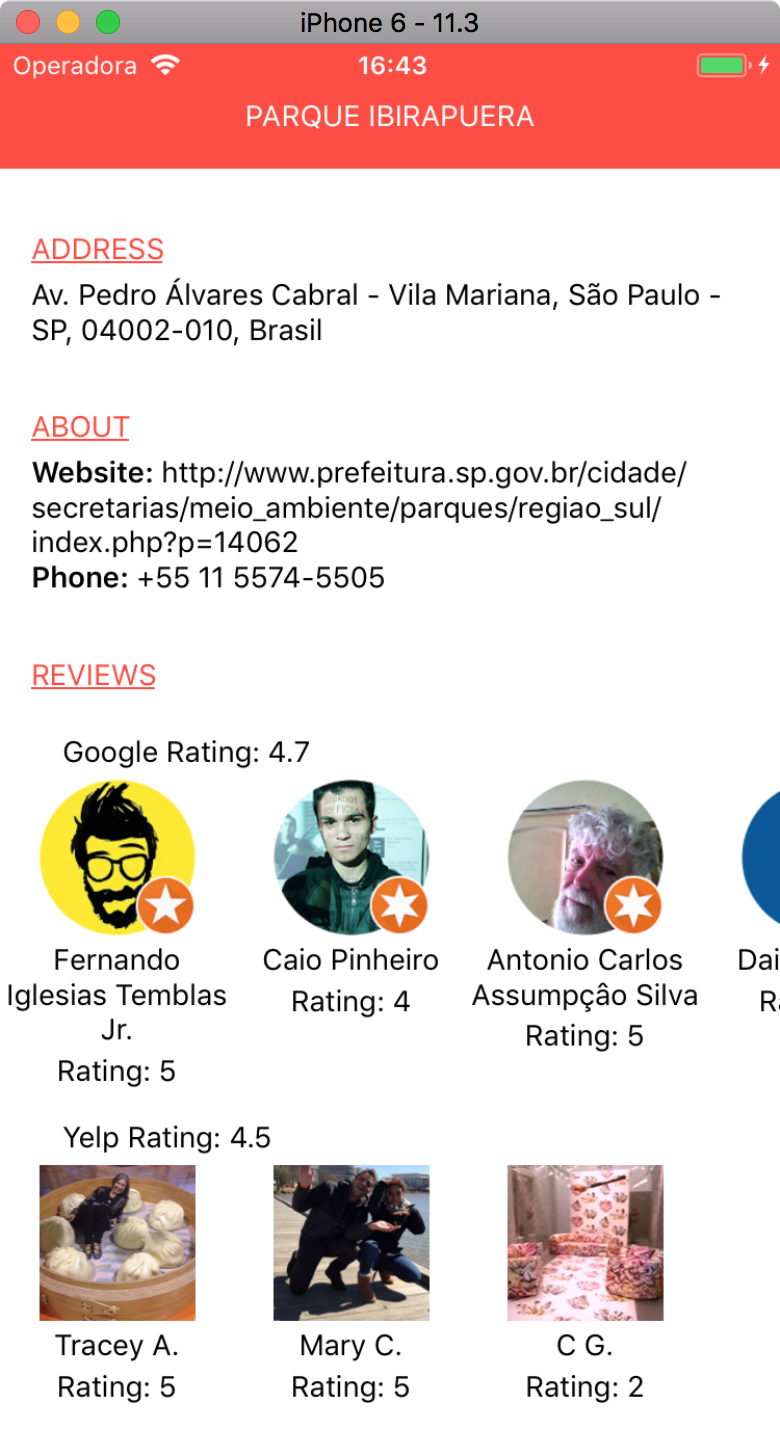 iPhone 6 - 11.3
Operadora 16:43
PARQUE IBIRAPUERA
ADDRESS
Av. Pedro Álvares Cabral - Vila Mariana, São Paulo -
SP, 04002-010, Brasil
ABOUT
Website: http://www.prefeitura.sp.gov.br/cidade/
secretarias/meio_ambiente/parques/regiao_sul/
index.php?p=14062
Phone: +55 11 5574-5505
REVIEWS
Google Rating: 4.7
Fernando
Iglesias Temblas
Jr.
Rating: 5
Caio Pinheiro
Rating: 4
Antonio Carlos
Assumpçâo Silva
Rating: 5
Dai
Yelp Rating: 4.5
Tracey A.
Rating: 5
Mary C.
Rating: 5
C G.
Rating: 2